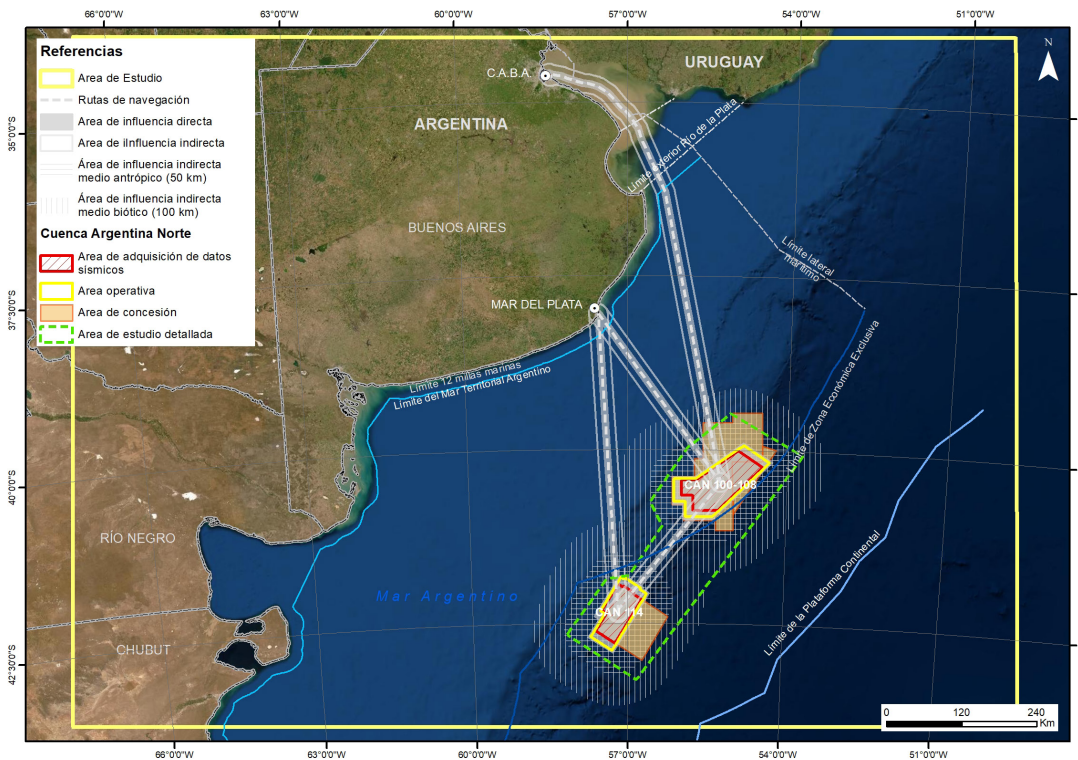 66°0'0"W
63°0'0"W
60°0'0"W
57°0'0"W
54°0'0"W
51°0'0"W
Referencias
Area de Estudio
Rutas de navegación
Area de influencia directa
Area de iInfluencia indirecta
Área de influencia indirecta
medio antrópico (50 km)
Área de influencia indirecta
medio biótico (100 km)
Cuenca Argentina Norte
Area de adquisición de datos
sísmicos
Area operativa
Area de concesión
Area de estudio detallada
N
C.A.B.A.
URUGUAY
ARGENTINA
Límite exterior Río de la Plata
BUENOS AIRES
Límite lateral
marítimo
MAR DEL PLATA
Límite 12 millas marinas
Límite del Mar Territorial Argentino
Límite de Zona Económica Exclusiva
CAN 100-108
RÍO NEGRO
Mar Argentino
CAN 114
Límite de la Plataforma Continental
CHUBUT
35°0'0"S
37°30'0"S
40°0'0"S
42°30'0"S
0 120 240
Km
66°0'0"W
63°0'0"W
60°0'0"W
57°0'0"W
54°0'0"W
51°0'0"W